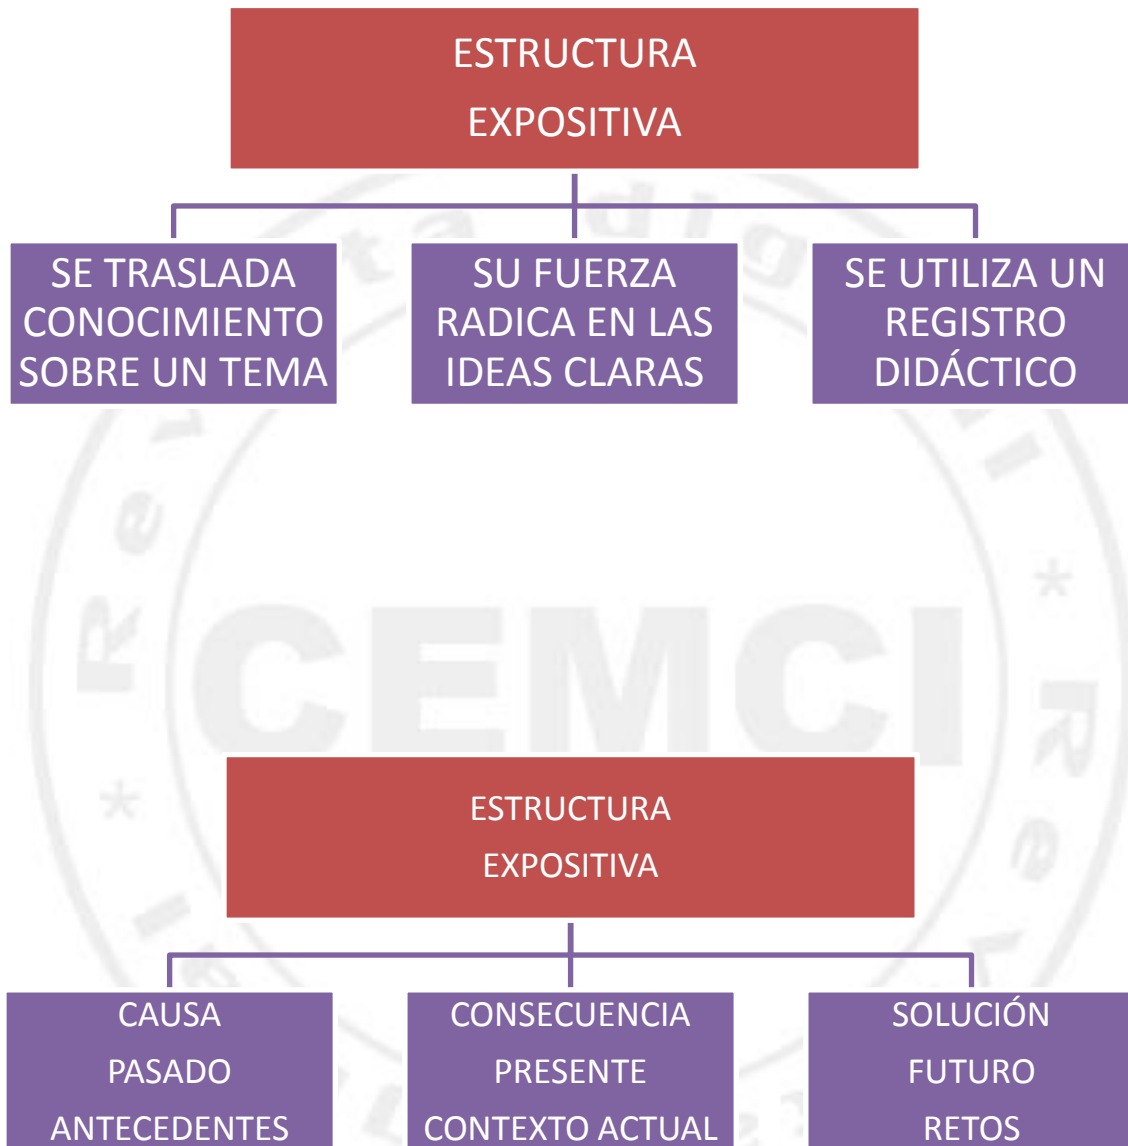 ESTRUCTURA
EXPOSITIVA
SE TRASLADA
CONOCIMIENTO
SOBRE UN TEMA
SU FUERZA
RADICA EN LAS
IDEAS CLARAS
SE UTILIZA UN
REGISTRO
DIDÁCTICO
CEMCI
ESTRUCTURA
EXPOSITIVA
CAUSA
PASADO
ANTECEDENTES
CONSECUENCIA
PRESENTE
CONTEXTO ACTUAL
SOLUCIÓN
FUTURO
RETOS